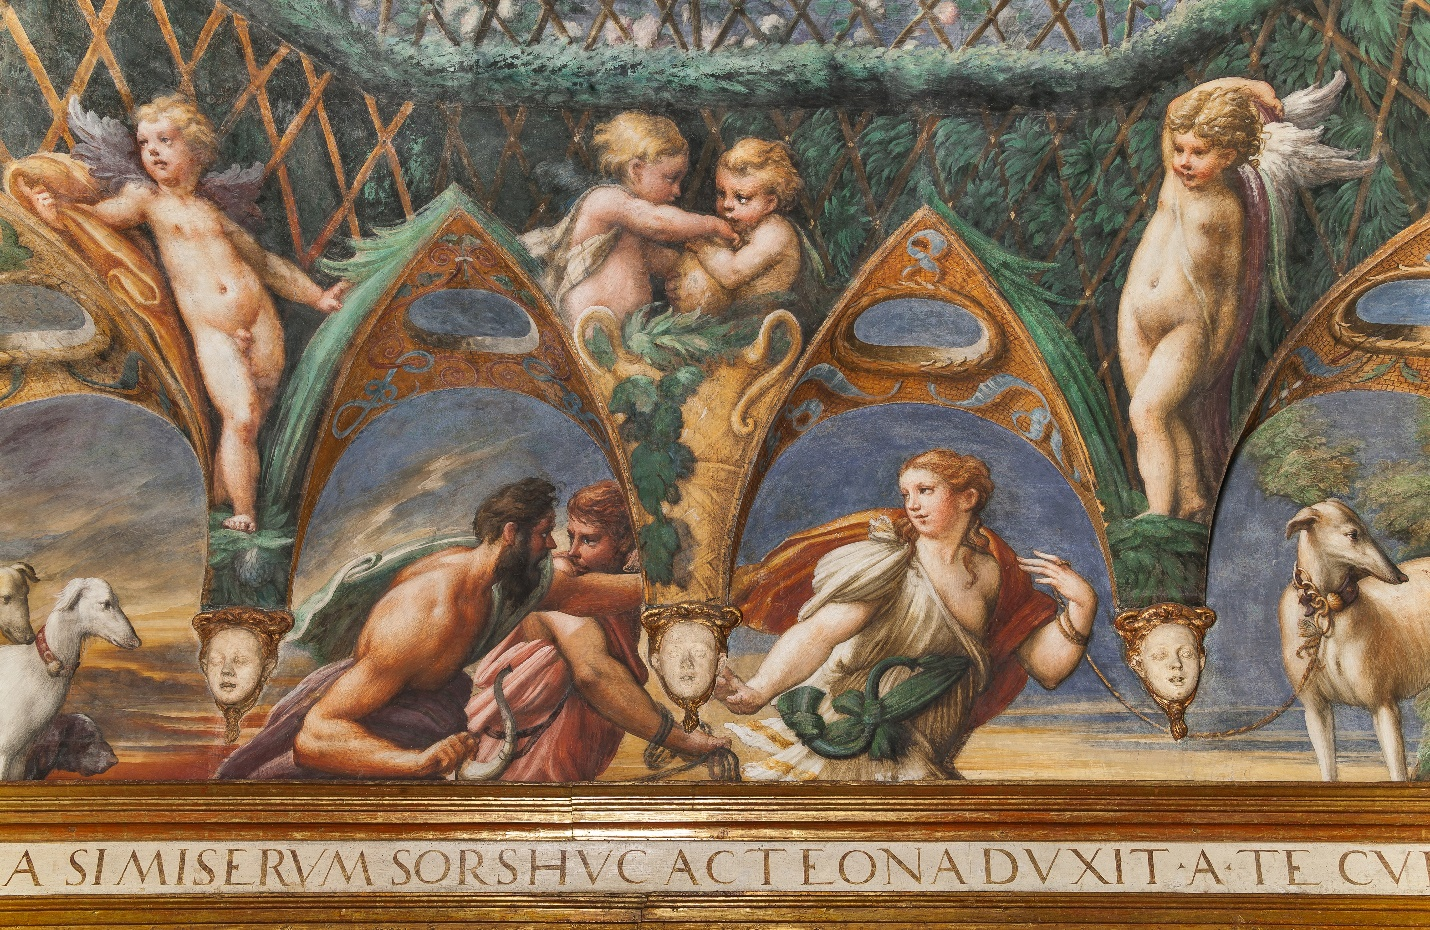 A SI MISERVM SORS HVC ACTEONA DVXIT · A · TE CV